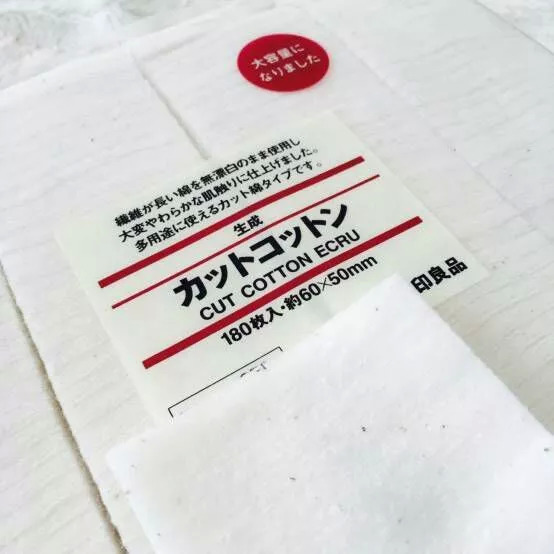 大容量に
なりました
繊維が長い綿を無漂白のまま使用し
大変やわらかな肌触りに仕上げました。
多用途に使えるカット綿タイプです。
生成
カットコットン
CUT COTTON ECRU
180枚入・約60×50mm
印良品